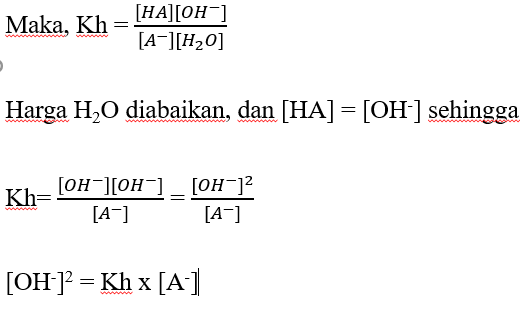 Maka, Kh = [HA][OH⁻] / [A⁻][H₂O]
Harga H₂O diabaikan, dan [HA] = [OH⁻] sehingga
Kh= [OH⁻][OH⁻] / [A⁻] = [OH⁻]² / [A⁻]
[OH⁻]² = Kh x [A⁻]